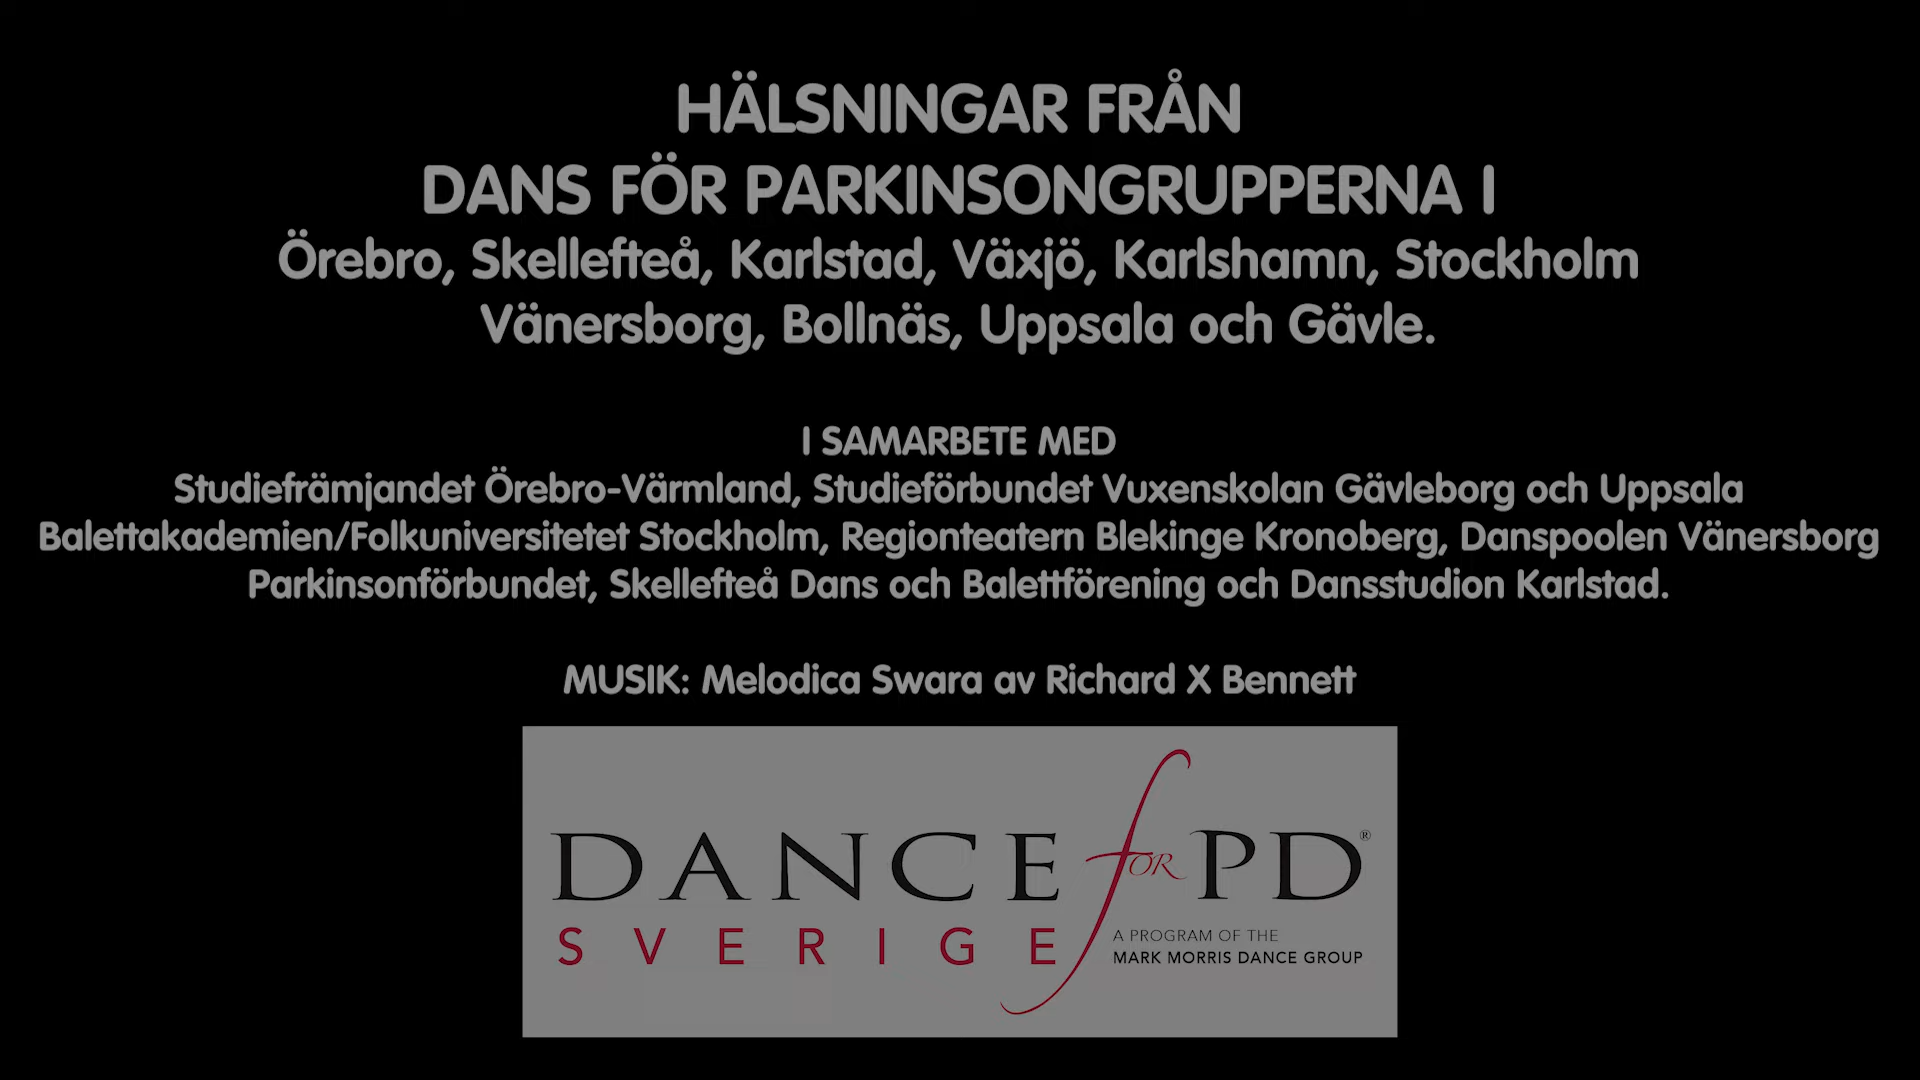 HÄLSNINGAR FRÅN
DANS FÖR PARKINSONGRUPPERNA I
Örebro, Skellefteå, Karlstad, Växjö, Karlshamn, Stockholm
Vänersborg, Bollnäs, Uppsala och Gävle.
I SAMARBETE MED
Studiefrämjandet Örebro-Värmland, Studieförbundet Vuxenskolan Gävleborg och Uppsala
Balettakademien/Folkuniversitetet Stockholm, Regionteatern Blekinge Kronoberg, Danspoolen Vänersborg
Parkinsonförbundet, Skellefteå Dans och Balettförening och Dansstudion Karlstad.
MUSIK: Melodica Swara av Richard X Bennett
DANCE for PD®
SVERIGE
A PROGRAM OF THE
MARK MORRIS DANCE GROUP